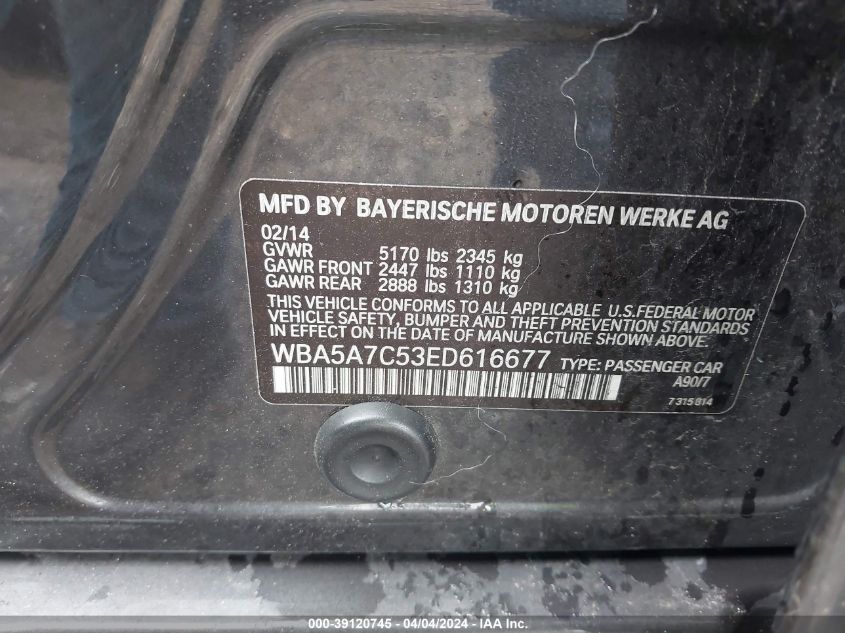 MFD BY BAYERISCHE MOTOREN WERKE AG
02/14
GVWR 5170 lbs 2345 kg
GAWR FRONT 2447 lbs 1110 kg
GAWR REAR 2888 lbs 1310 kg
THIS VEHICLE CONFORMS TO ALL APPLICABLE U.S.FEDERAL MOTOR
VEHICLE SAFETY, BUMPER AND THEFT PREVENTION STANDARDS
IN EFFECT ON THE DATE OF MANUFACTURE SHOWN ABOVE.
WBA5A7C53ED616677 TYPE: PASSENGER CAR
A90/7
7315814
000-39120745 - 04/04/2024 - IAAI.com